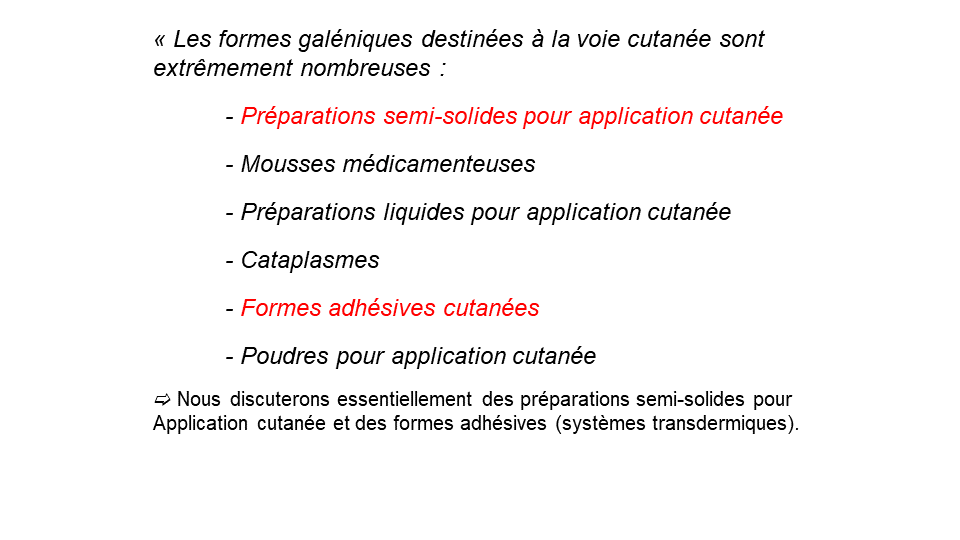 « Les formes galéniques destinées à la voie cutanée sont
extrêmement nombreuses :
- Préparations semi-solides pour application cutanée
- Mousses médicamenteuses
- Préparations liquides pour application cutanée
- Cataplasmes
- Formes adhésives cutanées
- Poudres pour application cutanée
⇨ Nous discuterons essentiellement des préparations semi-solides pour
Application cutanée et des formes adhésives (systèmes transdermiques).